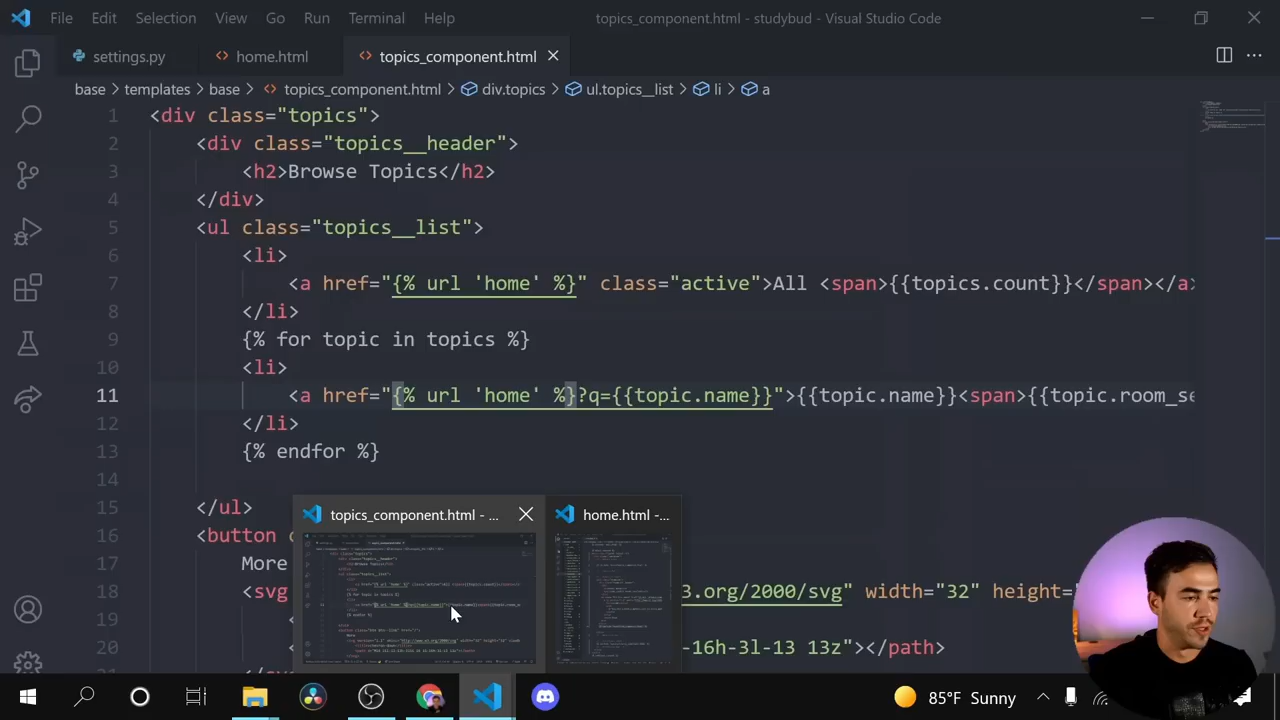 File Edit Selection View Go Run Terminal Help topics_component.html - studybud - Visual Studio Code
settings.py <> home.html <> topics_component.html
base > templates > base > <> topics_component.html > div.topics > ul.topics__list > li > a
1 <div class="topics">
2 <div class="topics__header">
3 <h2>Browse Topics</h2>
4 </div>
5 <ul class="topics__list">
6 <li>
7 <a href="{% url 'home' %}" class="active">All <span>{{topics.count}}</span></a>
8 </li>
9 {% for topic in topics %}
10 <li>
11 <a href="{% url 'home' %}?q={{topic.name}}">{{topic.name}}<span>{{topic.room_se
12 </li>
13 {% endfor %}
14
15 </ul>
topics_component.html - ... home.html -...
16 <button
17 More
18 <svg 3.org/2000/svg" width="32" height=
-16h-3l-13 13z"></path>
85°F Sunny